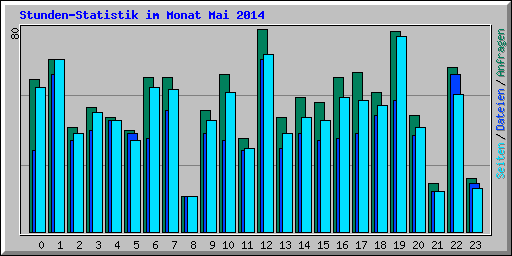 Stunden-Statistik im Monat Mai 2014
80
Seiten / Dateien / Anfragen
0 1 2 3 4 5 6 7 8 9 10 11 12 13 14 15 16 17 18 19 20 21 22 23